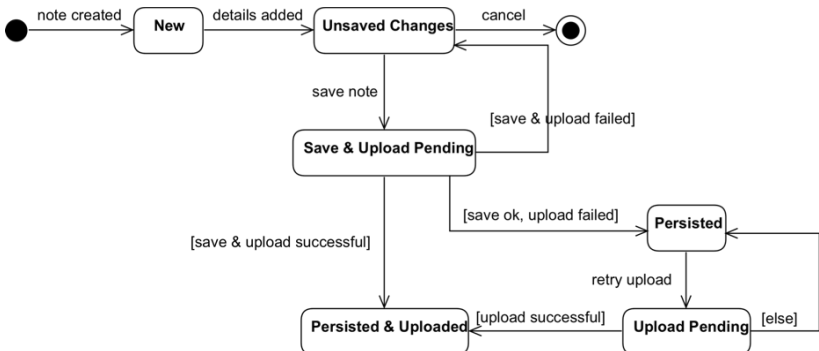 note created
New
details added
Unsaved Changes
cancel
save note
[save & upload failed]
Save & Upload Pending
[save ok, upload failed]
Persisted
[save & upload successful]
retry upload
Persisted & Uploaded
[upload successful]
Upload Pending
[else]